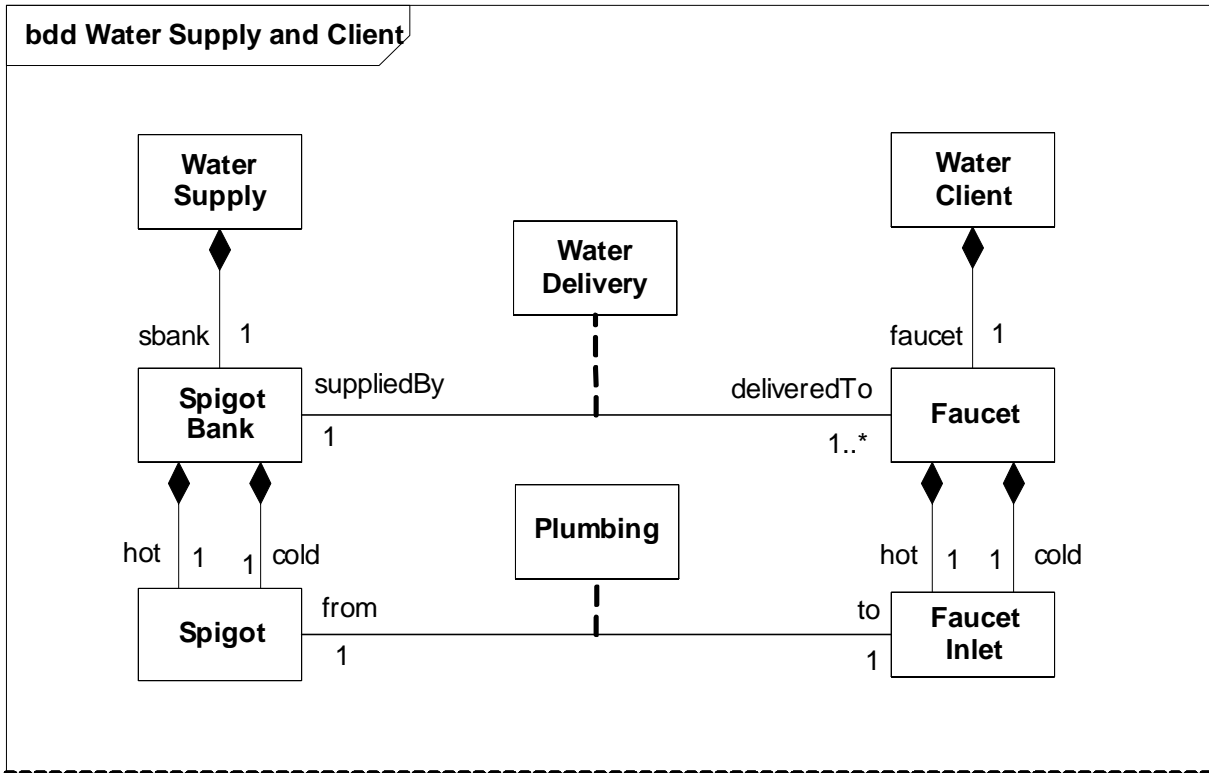 bdd Water Supply and Client
Water
Supply
Water
Client
Water
Delivery
sbank 1
faucet 1
Spigot
Bank
suppliedBy
1
deliveredTo
1..*
Faucet
Plumbing
hot 1 1 cold
hot 1 1 cold
Spigot
from
1
to
1
Faucet
Inlet